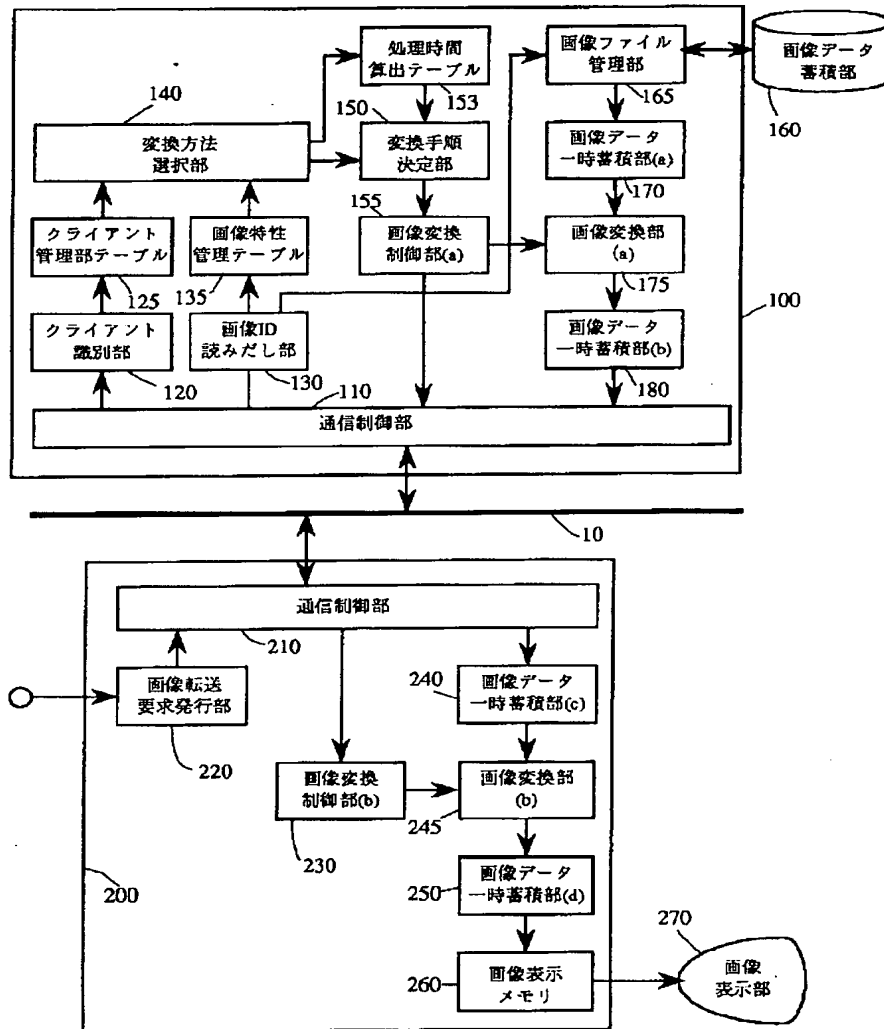 処理時間
算出テーブル
153
画像ファイル
管理部
165
画像データ
蓄積部
160
140
変換方法
選択部
150
変換手順
決定部
画像データ
一時蓄積部(a)
170
クライアント
管理部テーブル
125
画像特性
管理テーブル
135
155
画像変換
制御部(a)
画像変換部
(a)
175
100
クライアント
識別部
120
画像ID
読みだし部
130
画像データ
一時蓄積部(b)
180
110
通信制御部
10
通信制御部
210
画像転送
要求発行部
220
240
画像データ
一時蓄積部(c)
画像変換
制御部(b)
230
画像変換部
(b)
245
200
250
画像データ
一時蓄積部(d)
260
画像表示
メモリ
270
画像
表示部